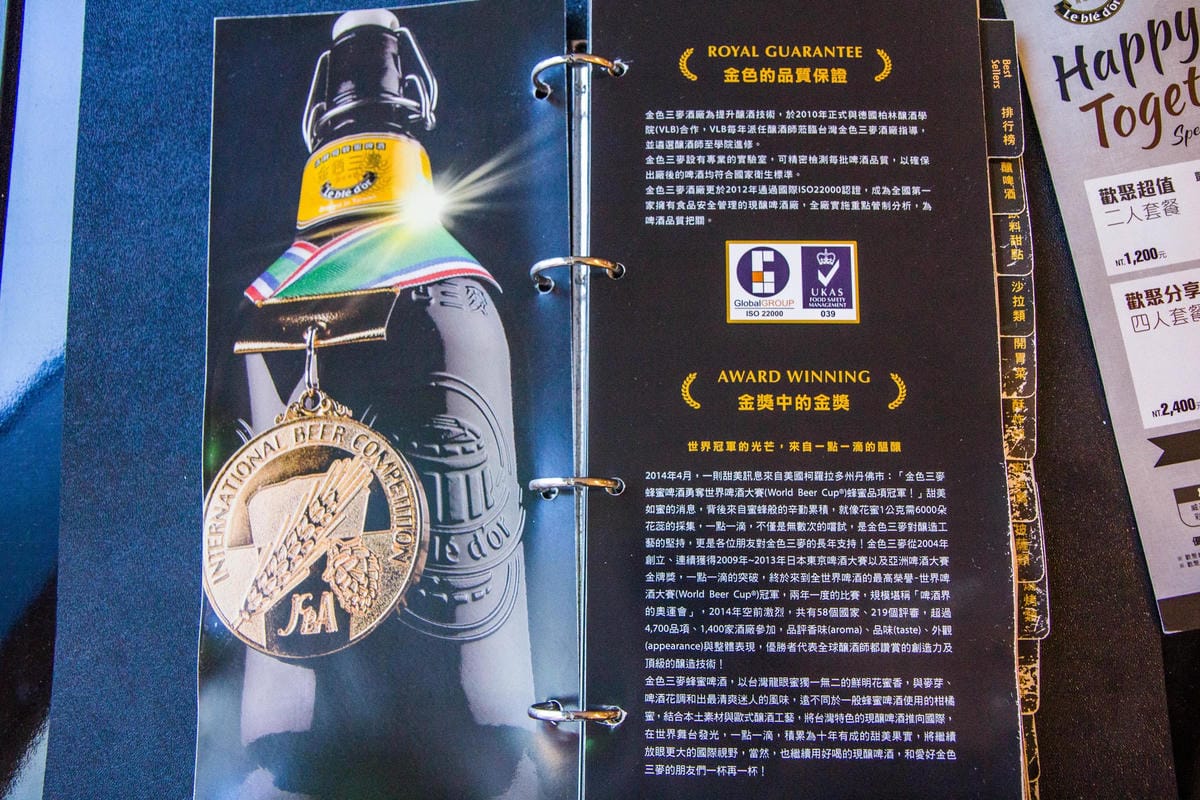 Le blé d'or
INTERNATIONAL BEER COMPETITION
JCBA
blé d'or
ROYAL GUARANTEE
金色的品質保證
金色三麥酒廠為提升釀酒技術，於2010年正式與德國柏林釀酒學
院(VLB)合作，VLB每年派任釀酒師蒞臨台灣金色三麥酒廠指導，
並遴選釀酒師至學院進修。
金色三麥設有專業的實驗室，可精密檢測每批啤酒品質，以確保
出廠後的啤酒均符合國家衛生標準。
金色三麥酒廠更於2012年通過國際ISO22000認證，成為全國第一
家擁有食品安全管理的現釀啤酒廠，全廠實施重點管制分析，為
啤酒品質把關。
GlobalGROUP
ISO 22000
UKAS
FOOD SAFETY
MANAGEMENT
039
AWARD WINNING
金獎中的金獎
世界冠軍的光芒，來自一點一滴的醞釀
2014年4月，一則甜美訊息來自美國柯羅拉多州丹佛市：「金色三麥
蜂蜜啤酒勇奪世界啤酒大賽(World Beer Cup®)蜂蜜品項冠軍！」甜美
如蜜的消息，背後來自蜜蜂般的辛勤累積，就像花蜜1公克需6000朵
花蕊的採集，一點一滴，不僅是無數次的嚐試，是金色三麥對釀造工
藝的堅持，更是各位朋友對金色三麥的長年支持！金色三麥從2004年
創立、連續獲得2009年~2013年日本東京啤酒大賽以及亞洲啤酒大賽
金牌獎，一點一滴的突破，終於來到全世界啤酒的最高榮譽-世界啤
酒大賽(World Beer Cup®)冠軍，兩年一度的比賽，規模堪稱「啤酒界
的奧運會」，2014年空前激烈，共有58個國家、219個評審，超過
4,700品項、1,400家酒廠參加，品評香味(aroma)、品味(taste)、外觀
(appearance)與整體表現，優勝者代表全球釀酒師都讚賞的創造力及
頂級的釀造技術！
金色三麥蜂蜜啤酒，以台灣龍眼蜜獨一無二的鮮明花蜜香，與麥芽、
啤酒花調和出最清爽迷人的風味，遠不同於一般蜂蜜啤酒使用的柑橘
蜜，結合本土素材與歐式釀酒工藝，將台灣特色的現釀啤酒推向國際，
在世界舞台發光，一點一滴，積累為十年有成的甜美果實，將繼續
放眼更大的國際視野，當然，也繼續用好喝的現釀啤酒，和愛好金色
三麥的朋友們一杯再一杯！
Best
Sellers
排行榜
釀啤酒
飲料甜點
沙拉類
開胃菜
Le blé d'or
Happy
Toget
Spe
歡聚超值
二人套餐
NT.1,200元
歡聚分享
四人套餐
NT.2,400